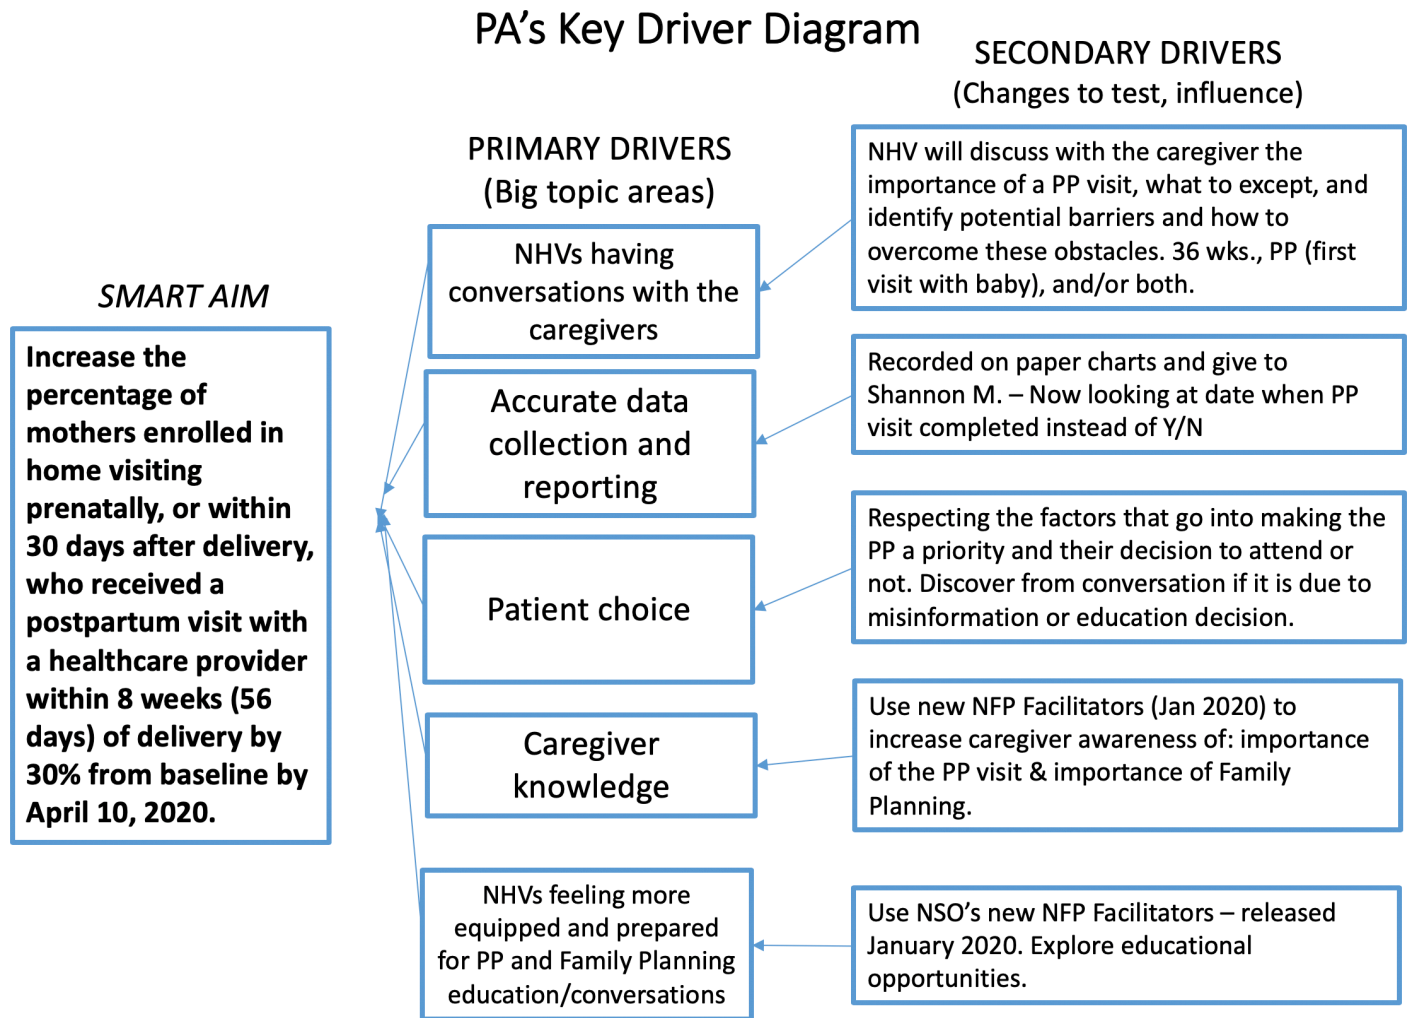 PA’s Key Driver Diagram
SECONDARY DRIVERS
(Changes to test, influence)
PRIMARY DRIVERS
(Big topic areas)
SMART AIM
Increase the
percentage of
mothers enrolled in
home visiting
prenatally, or within
30 days after delivery,
who received a
postpartum visit with
a healthcare provider
within 8 weeks (56
days) of delivery by
30% from baseline by
April 10, 2020.
NHVs having
conversations with the
caregivers
Accurate data
collection and
reporting
Patient choice
Caregiver
knowledge
NHVs feeling more
equipped and prepared
for PP and Family Planning
education/conversations
NHV will discuss with the caregiver the
importance of a PP visit, what to except, and
identify potential barriers and how to
overcome these obstacles. 36 wks., PP (first
visit with baby), and/or both.
Recorded on paper charts and give to
Shannon M. – Now looking at date when PP
visit completed instead of Y/N
Respecting the factors that go into making the
PP a priority and their decision to attend or
not. Discover from conversation if it is due to
misinformation or education decision.
Use new NFP Facilitators (Jan 2020) to
increase caregiver awareness of: importance
of the PP visit & importance of Family
Planning.
Use NSO’s new NFP Facilitators – released
January 2020. Explore educational
opportunities.